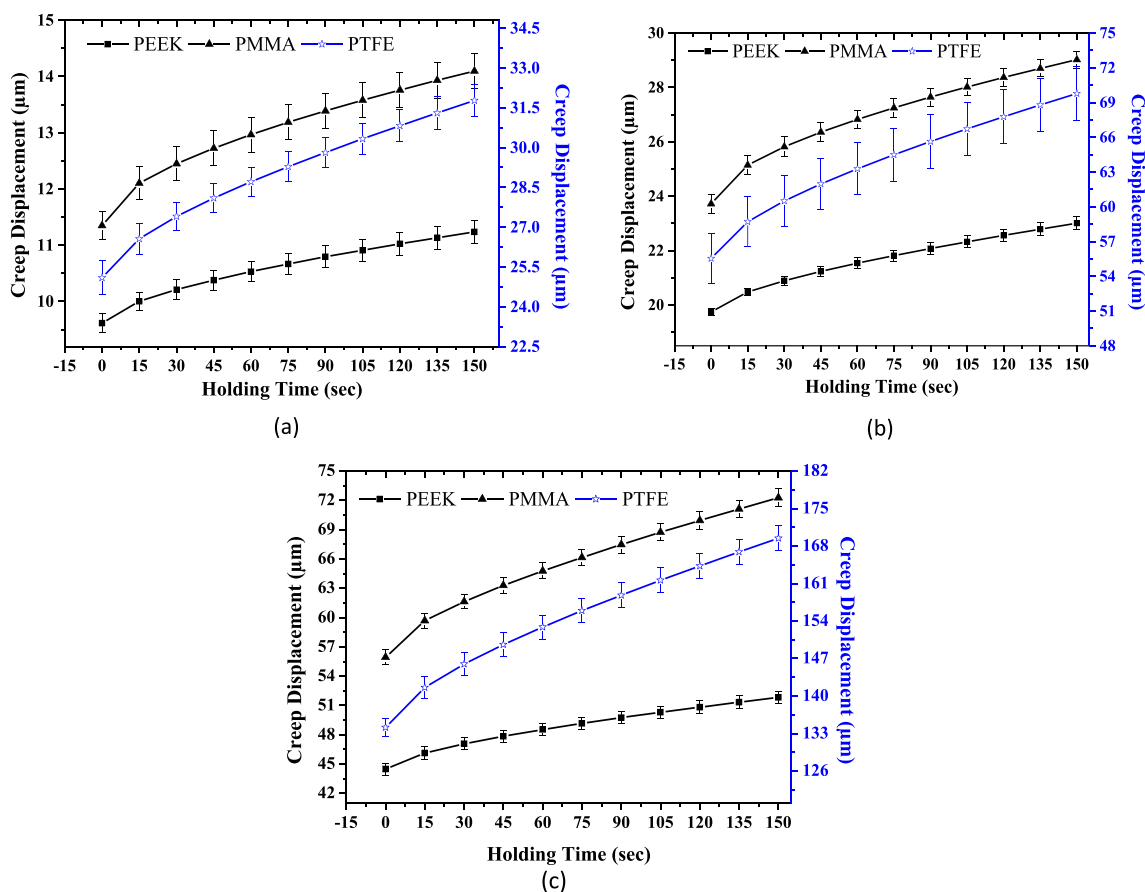 PEEK PMMA PTFE
15
14
13
12
11
10
Creep Displacement (µm)
34.5
33.0
31.5
30.0
28.5
27.0
25.5
24.0
22.5
Creep Displacement (µm)
-15 0 15 30 45 60 75 90 105 120 135 150
Holding Time (sec)
(a)
PEEK PMMA PTFE
30
28
26
24
22
20
Creep Displacement (µm)
75
72
69
66
63
60
57
54
51
48
Creep Displacement (µm)
-15 0 15 30 45 60 75 90 105 120 135 150
Holding Time (sec)
(b)
PEEK PMMA PTFE
75
72
69
66
63
60
57
54
51
48
45
42
Creep Displacement (µm)
182
175
168
161
154
147
140
133
126
Creep Displacement (µm)
-15 0 15 30 45 60 75 90 105 120 135 150
Holding Time (sec)
(c)